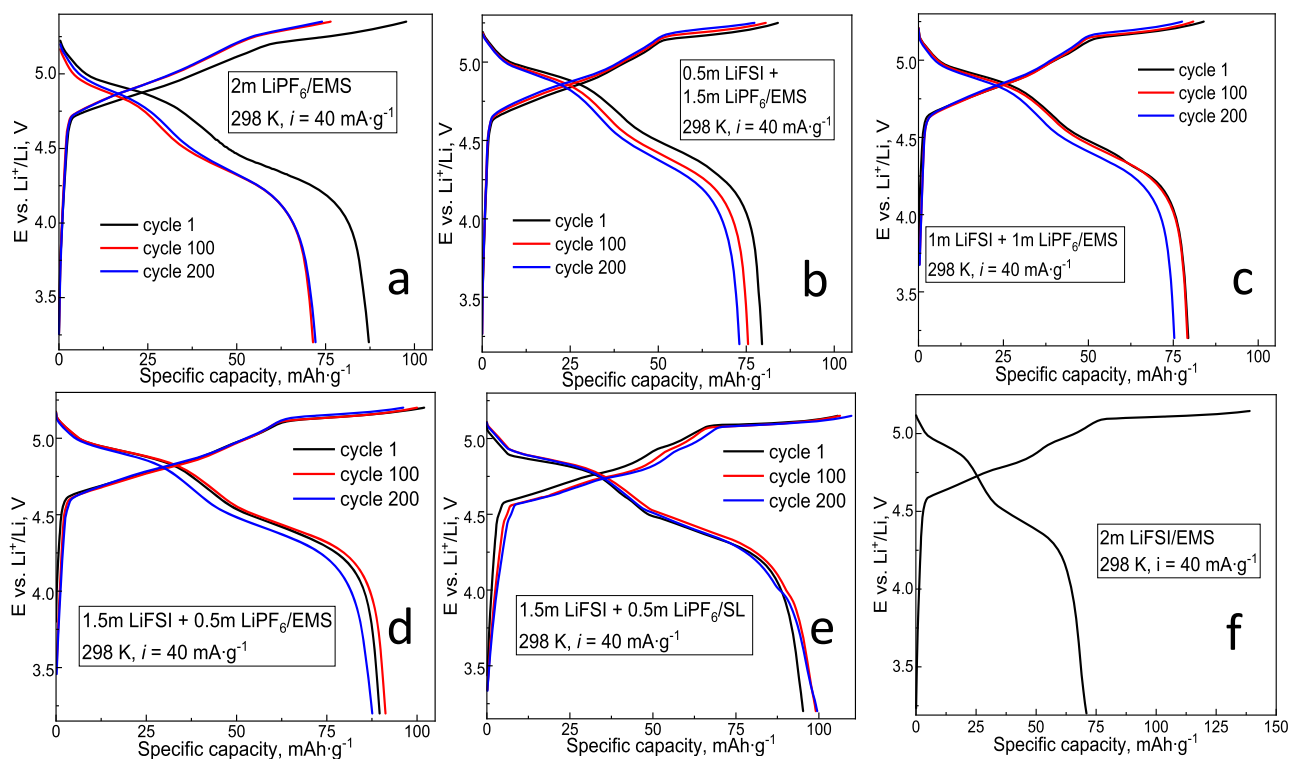 5.0
4.5
4.0
3.5
E vs. Li⁺/Li, V
2m LiPF₆/EMS
298 K, i = 40 mA·g⁻¹
cycle 1
cycle 100
cycle 200
a
0 25 50 75 100
Specific capacity, mAh·g⁻¹
5.0
4.5
4.0
3.5
E vs. Li⁺/Li, V
0.5m LiFSI +
1.5m LiPF₆/EMS
298 K, i = 40 mA·g⁻¹
cycle 1
cycle 100
cycle 200
b
0 25 50 75 100
Specific capacity, mAh·g⁻¹
5.0
4.5
4.0
3.5
E vs. Li⁺/Li, V
cycle 1
cycle 100
cycle 200
1m LiFSI + 1m LiPF₆/EMS
298 K, i = 40 mA·g⁻¹
c
0 25 50 75 100
Specific capacity, mAh·g⁻¹
5.0
4.5
4.0
3.5
E vs. Li⁺/Li, V
cycle 1
cycle 100
cycle 200
1.5m LiFSI + 0.5m LiPF₆/EMS
298 K, i = 40 mA·g⁻¹
d
0 25 50 75 100
Specific capacity, mAh·g⁻¹
5.0
4.5
4.0
3.5
E vs. Li⁺/Li, V
cycle 1
cycle 100
cycle 200
1.5m LiFSI + 0.5m LiPF₆/SL
298 K, i = 40 mA·g⁻¹
e
0 25 50 75 100
Specific capacity, mAh·g⁻¹
5.0
4.5
4.0
3.5
E vs. Li⁺/Li, V
2m LiFSI/EMS
298 K, i = 40 mA·g⁻¹
f
0 25 50 75 100 125 150
Specific capacity, mAh·g⁻¹